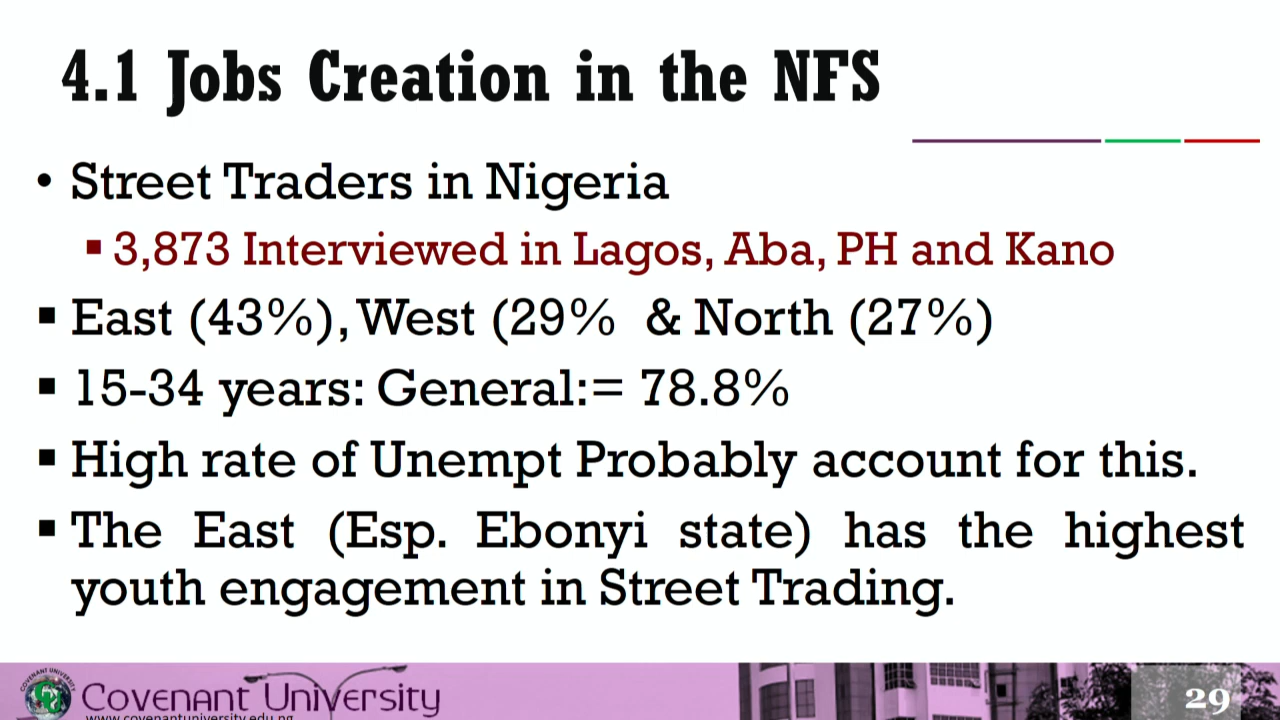 4.1 Jobs Creation in the NFS
• Street Traders in Nigeria
▪ 3,873 Interviewed in Lagos, Aba, PH and Kano
▪ East (43%), West (29% & North (27%)
▪ 15-34 years: General:= 78.8%
▪ High rate of Unempt Probably account for this.
▪ The East (Esp. Ebonyi state) has the highest
youth engagement in Street Trading.
COVENANT UNIVERSITY
Covenant University
www.covenantuniversity.edu.ng
29